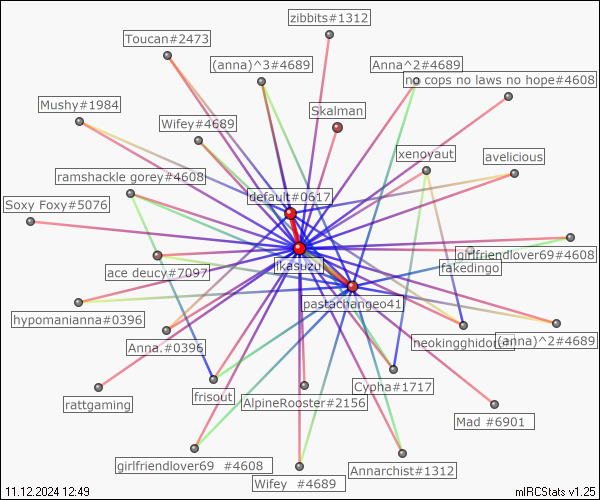 zibbits#1312
Toucan#2473
(anna)^3#4689
Anna^2#4689
no cops no laws no hope#4608
Mushy#1984
Skalman
Wifey#4689
xenoyaut
avelicious
ramshackle gorey#4608
default#0617
Soxy Foxy#5076
girlfriendlover69#4608
ikasuzu
fakedingo
ace deucy#7097
pastachangeo41
hypomanianna#0396
Anna.#0396
neokingghidora
(anna)^2#4689
rattgaming
frisout
AlpineRooster#2156
Cypha#1717
Mad #6901
girlfriendlover69 #4608
Annarchist#1312
Wifey #4689
11.12.2024 12:49
mIRCStats v1.25